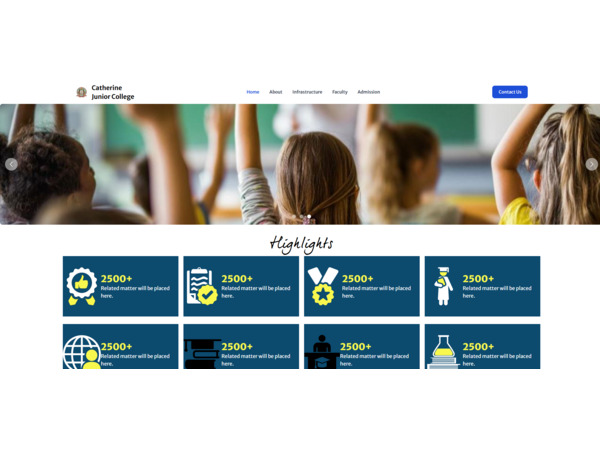 Catherine
Junior College
Home About Infrastructure Faculty Admission
Contact Us
Highlights
2500+ 2500+ 2500+ 2500+
Related matter will be placed Related matter will be placed Related matter will be placed Related matter will be placed
here. here. here. here.
2500+ 2500+ 2500+ 2500+
Related matter will be placed Related matter will be placed Related matter will be placed Related matter will be placed
here. here. here. here.